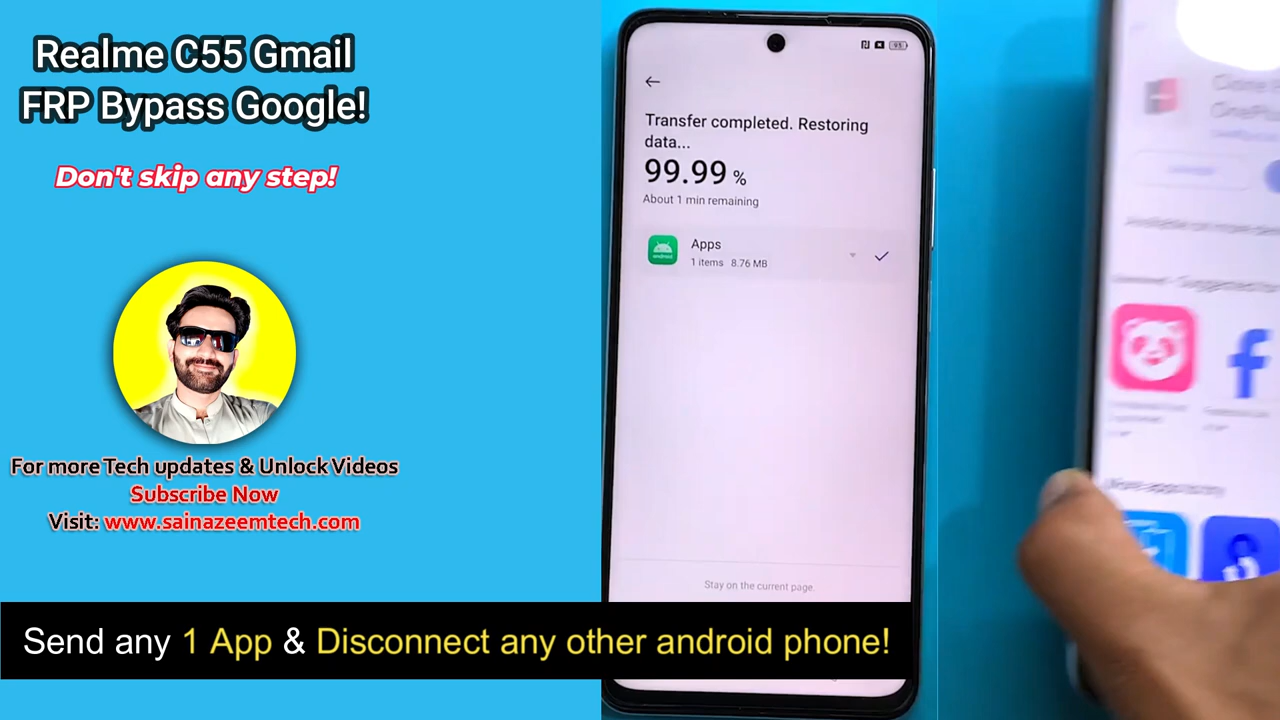 Realme C55 Gmail
FRP Bypass Google!
Don't skip any step!
For more Tech updates & Unlock Videos
Subscribe Now
Visit: www.sainazeemtech.com
Transfer completed. Restoring
data...
99.99 %
About 1 min remaining
Apps
1 items 8.76 MB
android
Stay on the current page.
Send any 1 App & Disconnect any other android phone!